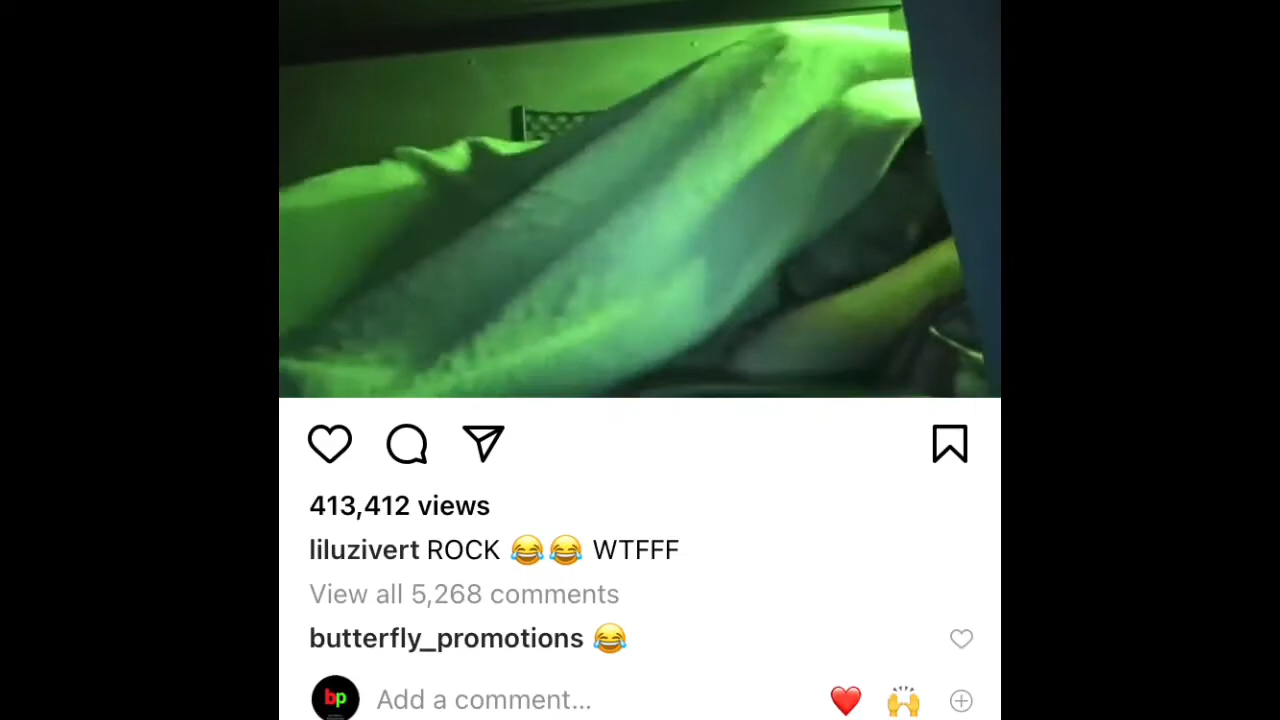 413,412 views
liluzivert ROCK 😂😂 WTFFF
View all 5,268 comments
butterfly_promotions 😂
bp
Add a comment...